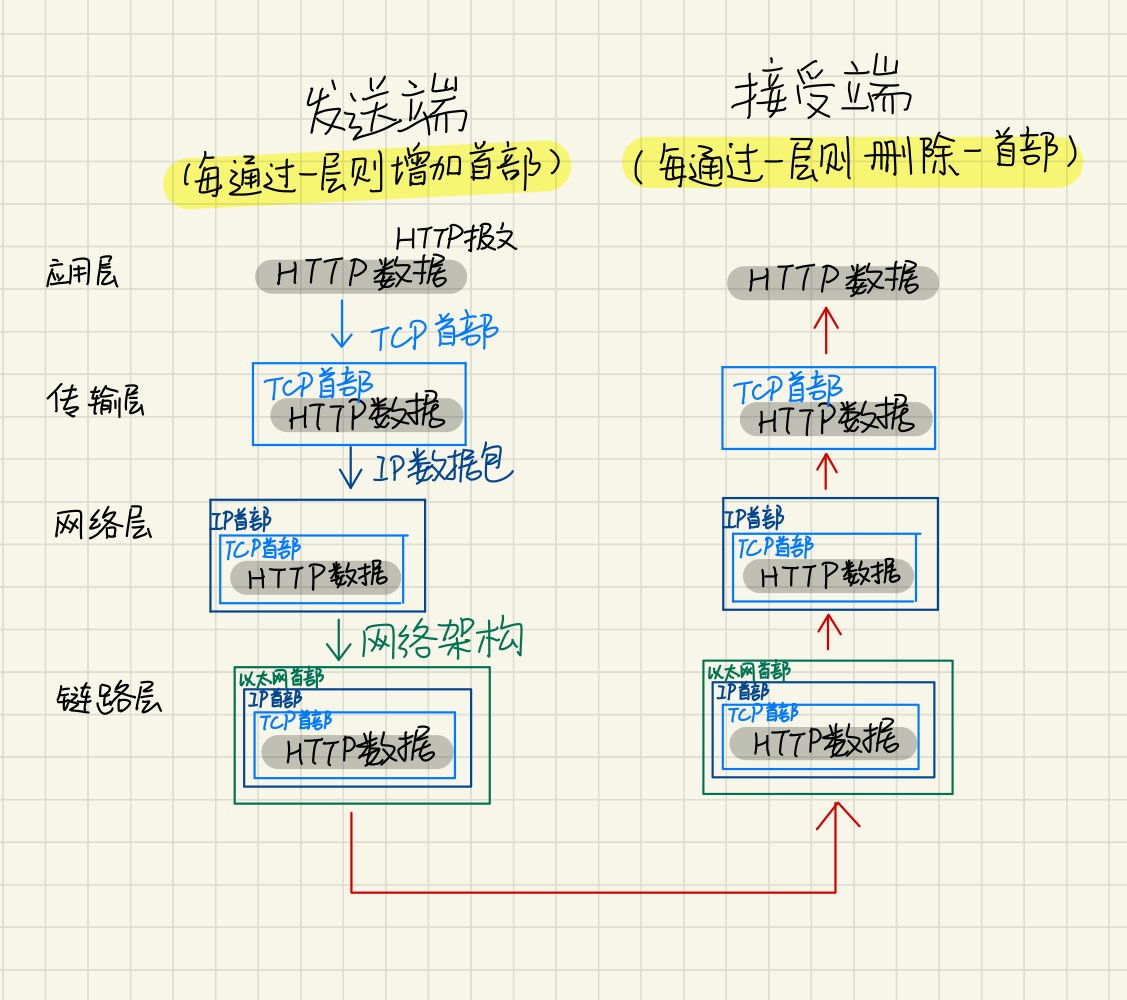 发送端
接受端
(每通过一层则增加首部)
(每通过一层则删除一首部)
HTTP报文
应用层
HTTP数据
HTTP数据
TCP首部
传输层
TCP首部
HTTP数据
TCP首部
HTTP数据
IP数据包
网络层
IP首部
TCP首部
HTTP数据
IP首部
TCP首部
HTTP数据
网络架构
链路层
以太网首部
IP首部
TCP首部
HTTP数据
以太网首部
IP首部
TCP首部
HTTP数据